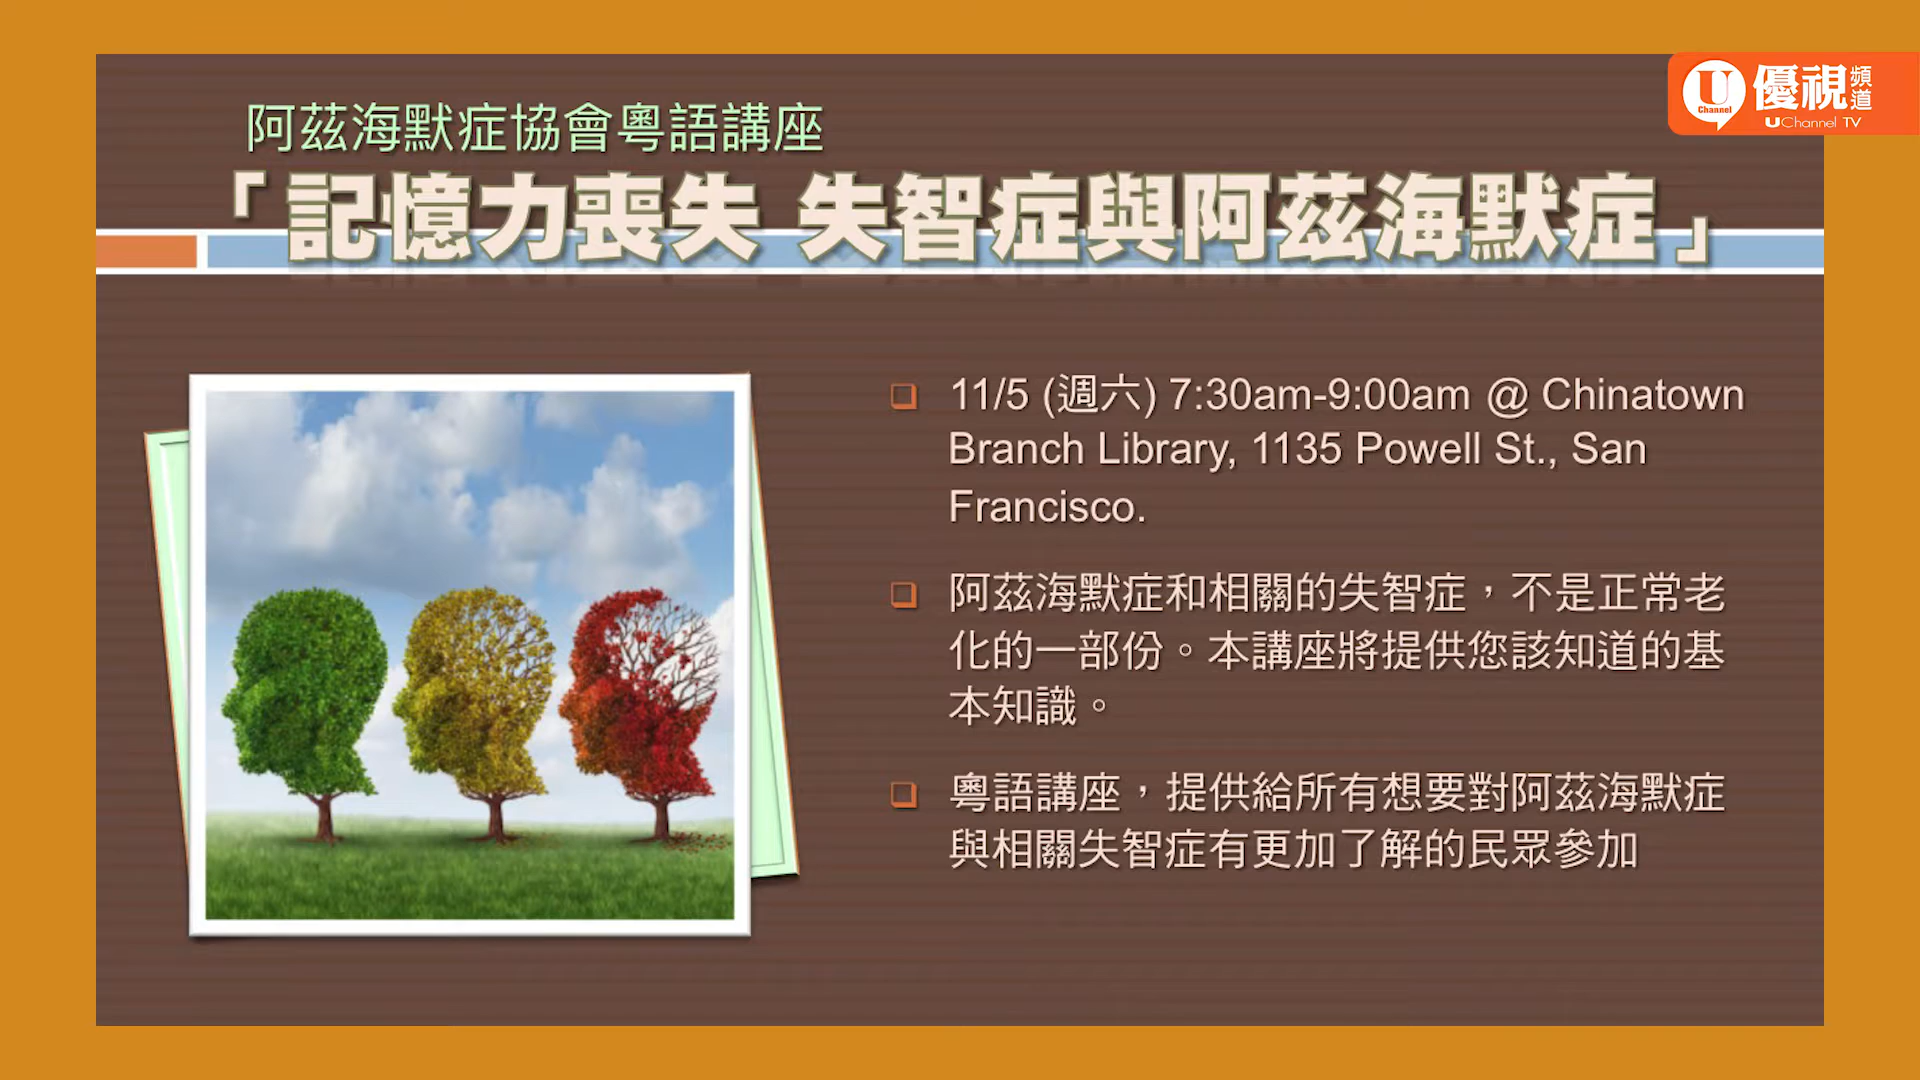 U
Channel
優視頻道
UChannel TV
阿茲海默症協會粵語講座
「記憶力喪失 失智症與阿茲海默症」
11/5 (週六) 7:30am-9:00am @ Chinatown
Branch Library, 1135 Powell St., San
Francisco.
阿茲海默症和相關的失智症，不是正常老
化的一部份。本講座將提供您該知道的基
本知識。
粵語講座，提供給所有想要對阿茲海默症
與相關失智症有更加了解的民眾參加